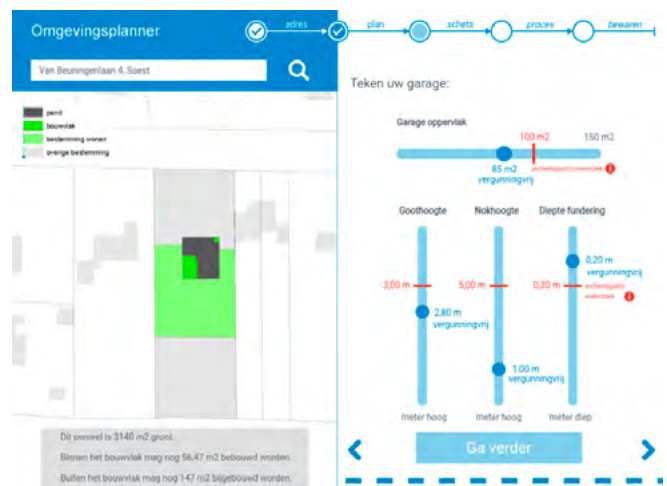 Omgevingsplanner
adres
plan
schets
proces
bewaren
Van Beuningenlaan 4, Soest
pand
bouwvlak
bestemming wonen
overige bestemming
Dit perceel is 3140 m2 groot.
Binnen het bouwvlak mag nog 56,47 m2 bebouwd worden.
Buiten het bouwvlak mag nog 147 m2 bijgebouwd worden.
Teken uw garage:
Garage oppervlak
100 m2
150 m2
85 m2
vergunningvrij
Goothoogte
Nokhoogte
Diepte fundering
0,20 m
vergunningvrij
3,00 m
5,00 m
0,30 m
2,80 m
vergunningvrij
1.00 m
vergunningvrij
meter hoog
meter hoog
meter diep
Ga verder